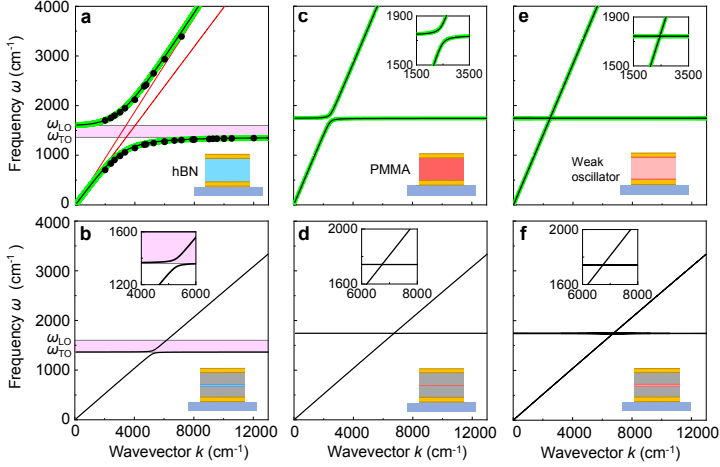 a
4000
3000
2000
1000
0
ωLO
ωTO
Frequency ω (cm-1)
hBN
c
1900
1500
1500 3500
PMMA
e
1900
1500
1500 3500
Weak
oscillator
b
4000
3000
2000
1000
0
ωLO
ωTO
Frequency ω (cm-1)
1600
1200
4000 6000
0 4000 8000 12000
Wavevector k (cm-1)
d
2000
1600
6000 8000
0 4000 8000 12000
Wavevector k (cm-1)
f
2000
1600
6000 8000
0 4000 8000 12000
Wavevector k (cm-1)